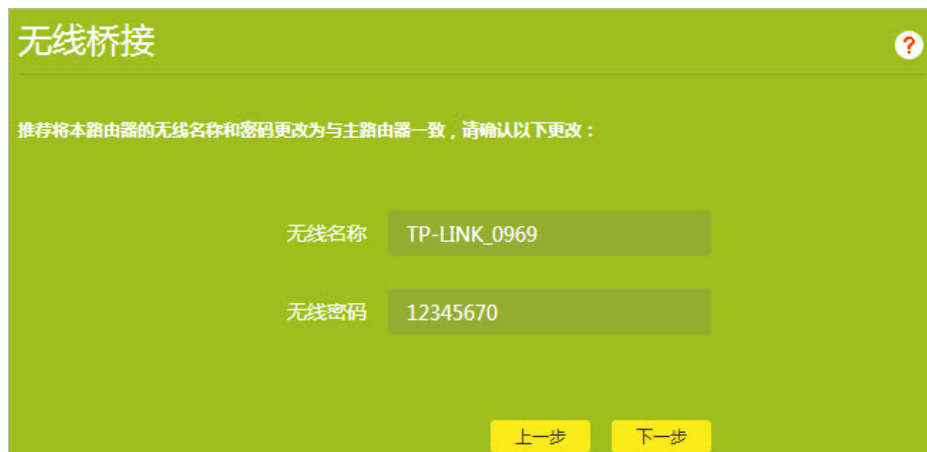 无线桥接
?
推荐将本路由器的无线名称和密码更改为与主路由器一致，请确认以下更改：
无线名称 TP-LINK_0969
无线密码 12345670
上一步 下一步